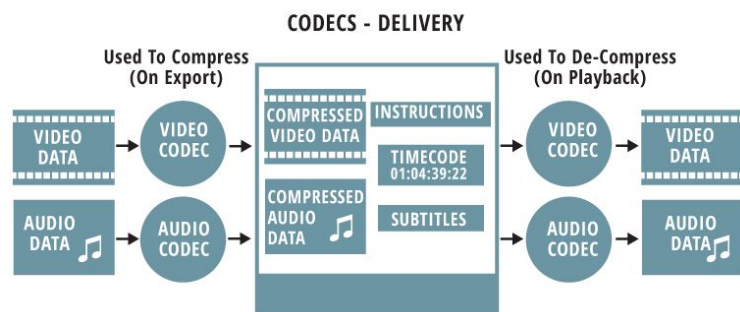 CODECS - DELIVERY
Used To Compress
(On Export)
Used To De-Compress
(On Playback)
VIDEO
DATA
VIDEO
CODEC
COMPRESSED
VIDEO DATA
INSTRUCTIONS
TIMECODE
01:04:39:22
VIDEO
CODEC
VIDEO
DATA
AUDIO
DATA
AUDIO
CODEC
COMPRESSED
AUDIO
DATA
SUBTITLES
AUDIO
CODEC
AUDIO
DATA